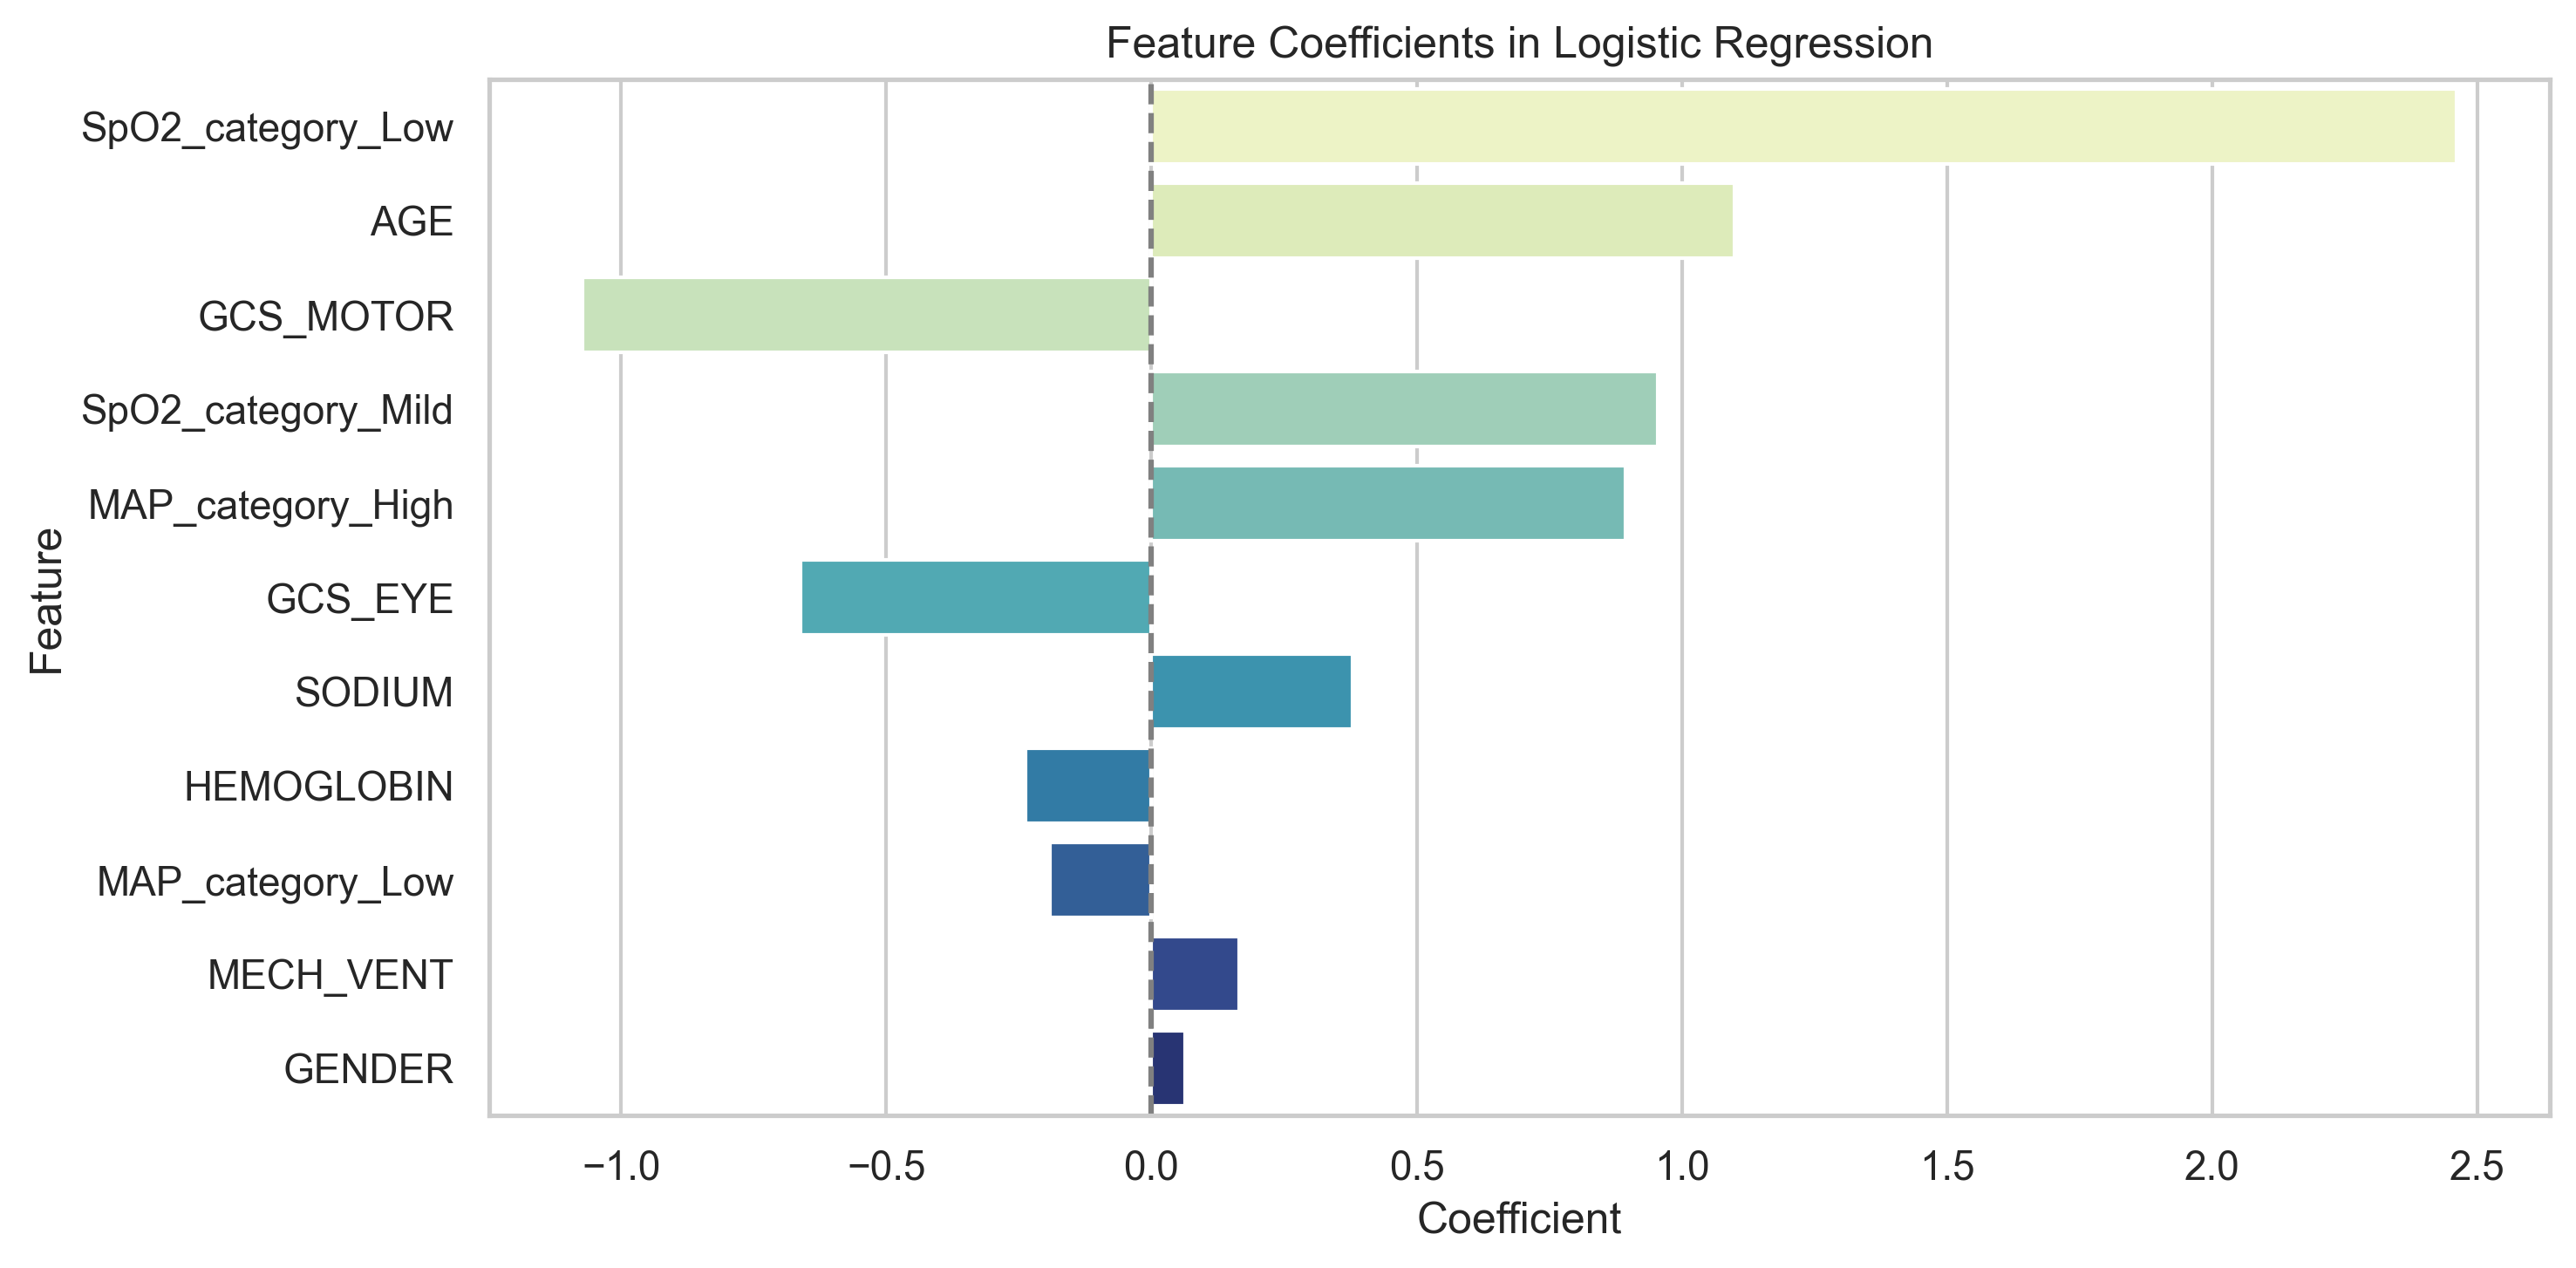 Feature Coefficients in Logistic Regression
SpO2_category_Low
AGE
GCS_MOTOR
SpO2_category_Mild
MAP_category_High
GCS_EYE
SODIUM
HEMOGLOBIN
MAP_category_Low
MECH_VENT
GENDER
Feature
−1.0 −0.5 0.0 0.5 1.0 1.5 2.0 2.5
Coefficient